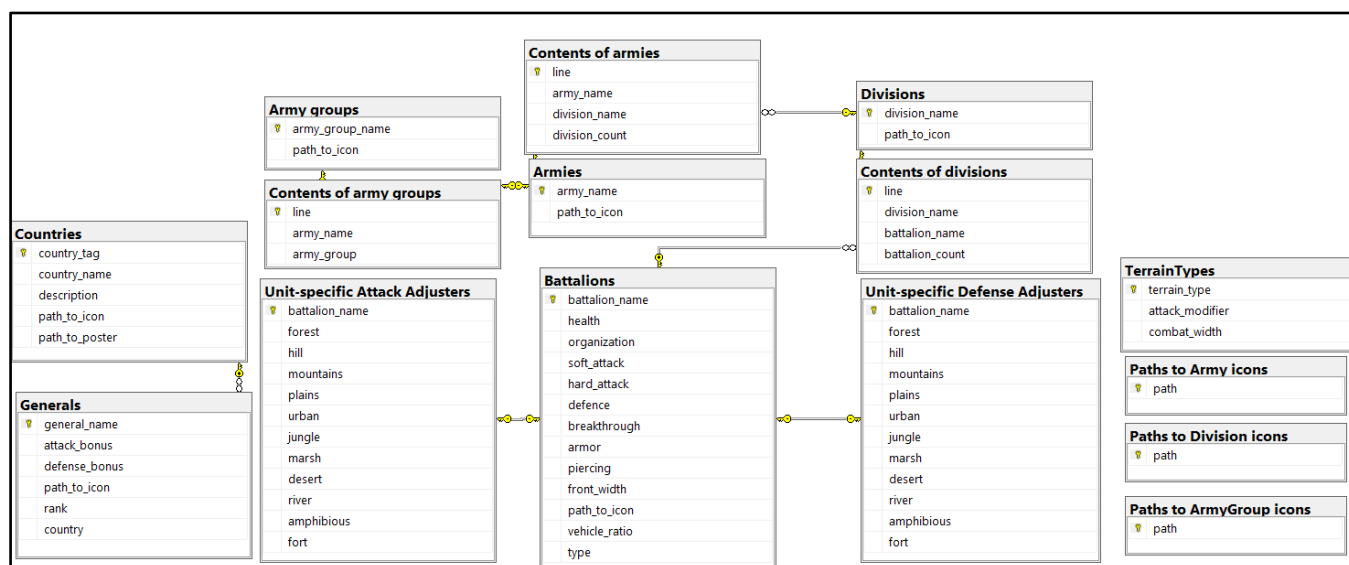 Contents of armies
line
army_name
division_name
division_count
Divisions
division_name
path_to_icon
Army groups
army_group_name
path_to_icon
Armies
army_name
path_to_icon
Contents of divisions
line
division_name
battalion_name
battalion_count
Contents of army groups
line
army_name
army_group
Countries
country_tag
country_name
description
path_to_icon
path_to_poster
Unit-specific Attack Adjusters
battalion_name
forest
hill
mountains
plains
urban
jungle
marsh
desert
river
amphibious
fort
Battalions
battalion_name
health
organization
soft_attack
hard_attack
defence
breakthrough
armor
piercing
front_width
path_to_icon
vehicle_ratio
type
Unit-specific Defense Adjusters
battalion_name
forest
hill
mountains
plains
urban
jungle
marsh
desert
river
amphibious
fort
TerrainTypes
terrain_type
attack_modifier
combat_width
Paths to Army icons
path
Paths to Division icons
path
Paths to ArmyGroup icons
path
Generals
general_name
attack_bonus
defense_bonus
path_to_icon
rank
country